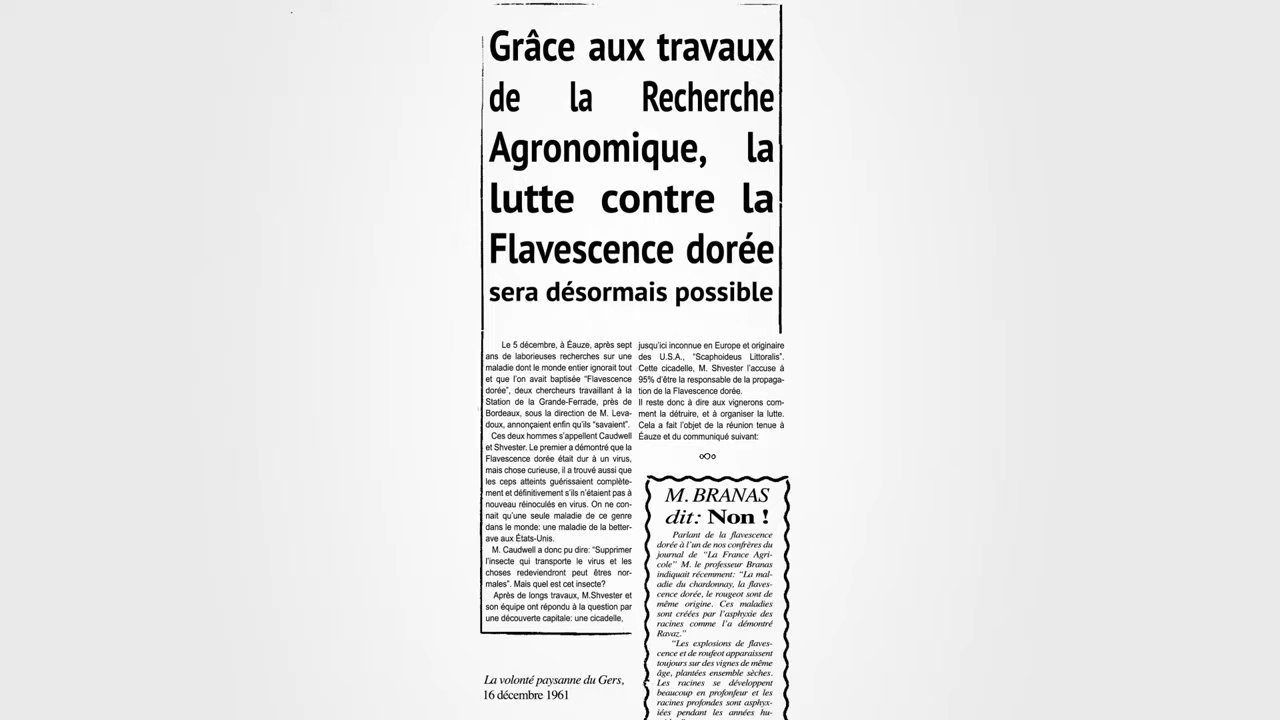 Grâce aux travaux
de la Recherche
Agronomique, la
lutte contre la
Flavescence dorée
sera désormais possible
Le 5 décembre, à Éauze, après sept
ans de laborieuses recherches sur une
maladie dont le monde entier ignorait tout
et que l'on avait baptisée “Flavescence
dorée”, deux chercheurs travaillant à la
Station de la Grande-Ferrade, près de
Bordeaux, sous la direction de M. Leva-
doux, annonçaient enfin qu'ils “savaient”.
Ces deux hommes s'appellent Caudwell
et Shvester. Le premier a démontré que la
Flavescence dorée était dur à un virus,
mais chose curieuse, il a trouvé aussi que
les ceps atteints guérissaient complète-
ment et définitivement s'ils n'étaient pas à
nouveau réinoculés en virus. On ne con-
nait qu'une seule maladie de ce genre
dans le monde: une maladie de la better-
ave aux États-Unis.
M. Caudwell a donc pu dire: “Supprimer
l'insecte qui transporte le virus et les
choses redeviendront peut êtres nor-
males”. Mais quel est cet insecte?
Après de longs travaux, M.Shvester et
son équipe ont répondu à la question par
une découverte capitale: une cicadelle,
jusqu'ici inconnue en Europe et originaire
des U.S.A., “Scaphoideus Littoralis”.
Cette cicadelle, M. Shvester l'accuse à
95% d'être la responsable de la propaga-
tion de la Flavescence dorée.
Il reste donc à dire aux vignerons com-
ment la détruire, et à organiser la lutte.
Cela a fait l'objet de la réunion tenue à
Éauze et du communiqué suivant:
oOo
M. BRANAS
dit: Non !
Parlant de la flavescence
dorée à l'un de nos confrères du
journal de “La France Agri-
cole” M. le professeur Branas
indiquait récemment: “La mal-
adie du chardonnay, la flaves-
cence dorée, le rougeot sont de
même origine. Ces maladies
sont créées par l'asphyxie des
racines comme l'a démontré
Ravaz.”
“Les explosions de flaves-
cence et de roufeot apparaissent
toujours sur des vignes de même
âge, plantées ensemble sèches.
Les racines se développent
beaucoup en profonfeur et les
racines profondes sont asphyx-
iées pendant les années hu-
La volonté paysanne du Gers,
16 décembre 1961